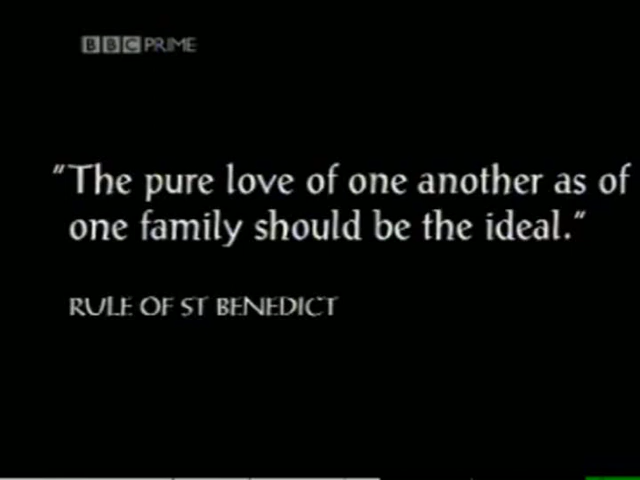 BBC PRIME
"The pure love of one another as of
one family should be the ideal."
RULE OF ST BENEDICT